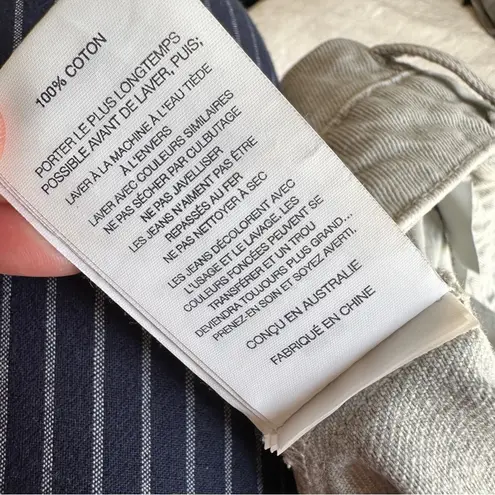 100% COTON
PORTER LE PLUS LONGTEMPS
POSSIBLE AVANT DE LAVER, PUIS;
LAVER À LA MACHINE À L'EAU TIÈDE
À L'ENVERS
LAVER AVEC COULEURS SIMILAIRES
NE PAS SÉCHER PAR CULBUTAGE
NE PAS JAVELLISER
LES JEANS N'AIMENT PAS ÊTRE
REPASSÉS AU FER
NE PAS NETTOYER À SEC
LES JEANS DÉCOLORENT AVEC
L'USAGE ET LE LAVAGE. LES
COULEURS FONCÉES PEUVENT SE
TRANSFÉRER ET UN TROU
DEVIENDRA TOUJOURS PLUS GRAND...
PRENEZ-EN SOIN ET SOYEZ AVERTI.
CONÇU EN AUSTRALIE
FABRIQUÉ EN CHINE